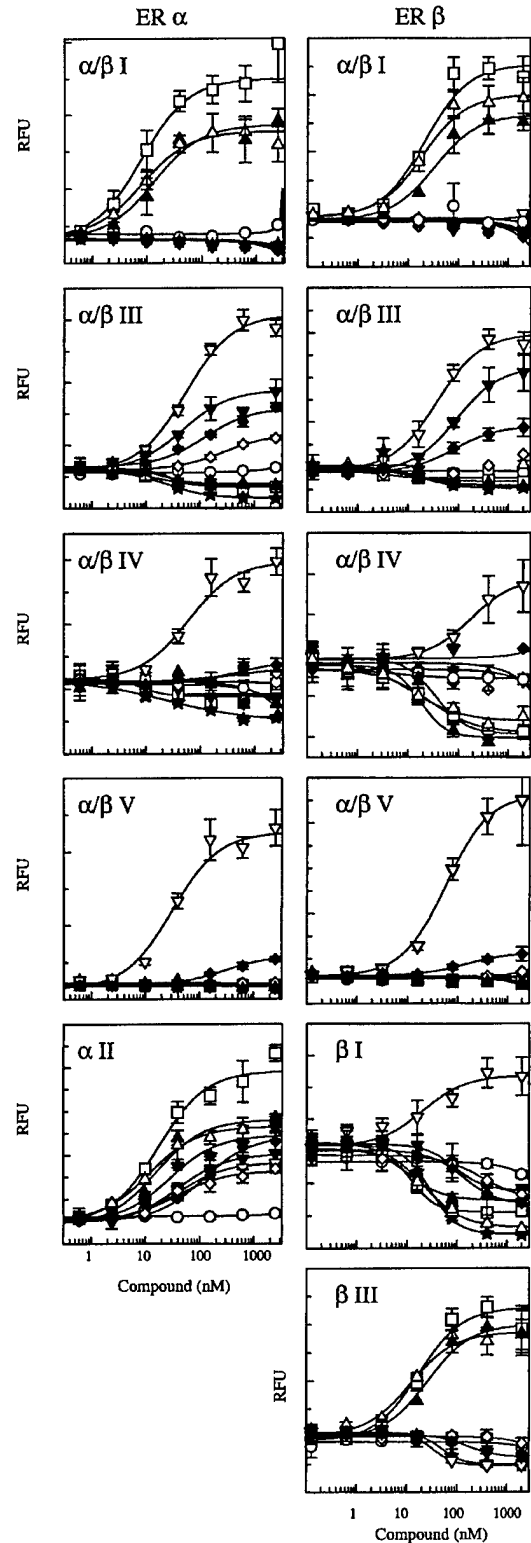 ER α
ER β
α/β I
α/β I
RFU
α/β III
α/β III
RFU
α/β IV
α/β IV
RFU
α/β V
α/β V
RFU
α II
β I
RFU
1 10 100 1000
Compound (nM)
β III
RFU
1 10 100 1000
Compound (nM)